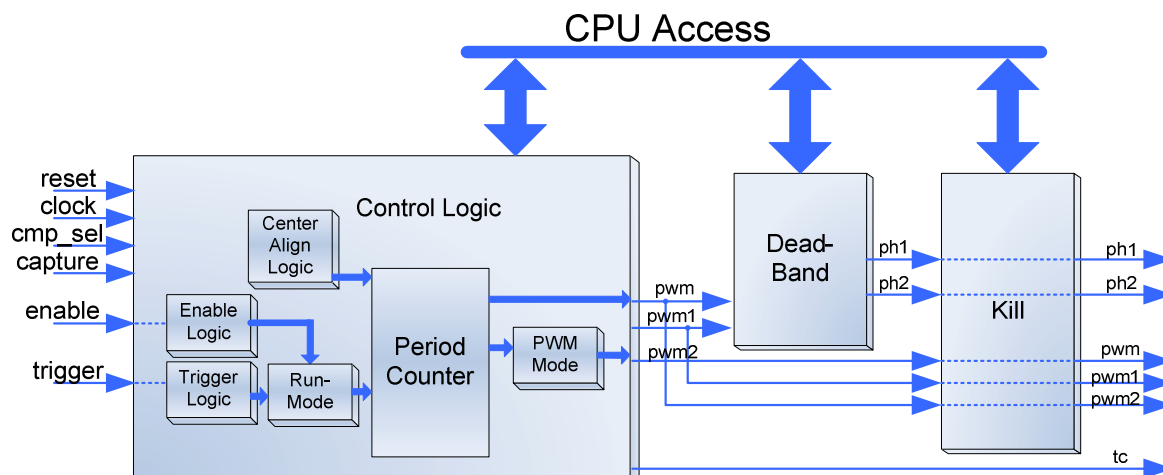 CPU Access
reset
clock
cmp_sel
capture
enable
trigger
Control Logic
Center
Align
Logic
Enable
Logic
Trigger
Logic
Run-
Mode
Period
Counter
PWM
Mode
pwm
pwm1
pwm2
Dead-
Band
ph1
ph2
Kill
ph1
ph2
pwm
pwm1
pwm2
tc